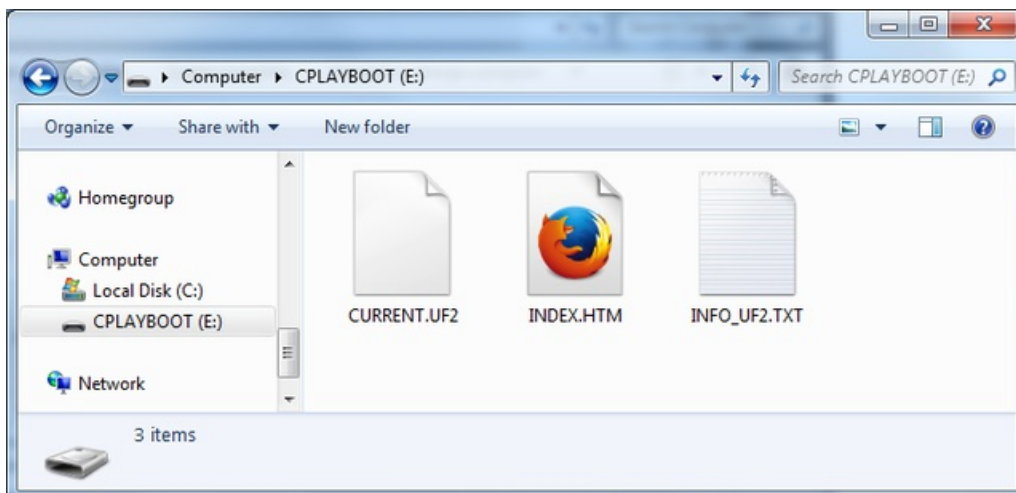 Computer CPLAYBOOT (E:)
Search CPLAYBOOT (E:)
Organize Share with New folder
Homegroup
Computer
Local Disk (C:)
CPLAYBOOT (E:)
Network
CURRENT.UF2 INDEX.HTM INFO_UF2.TXT
3 items